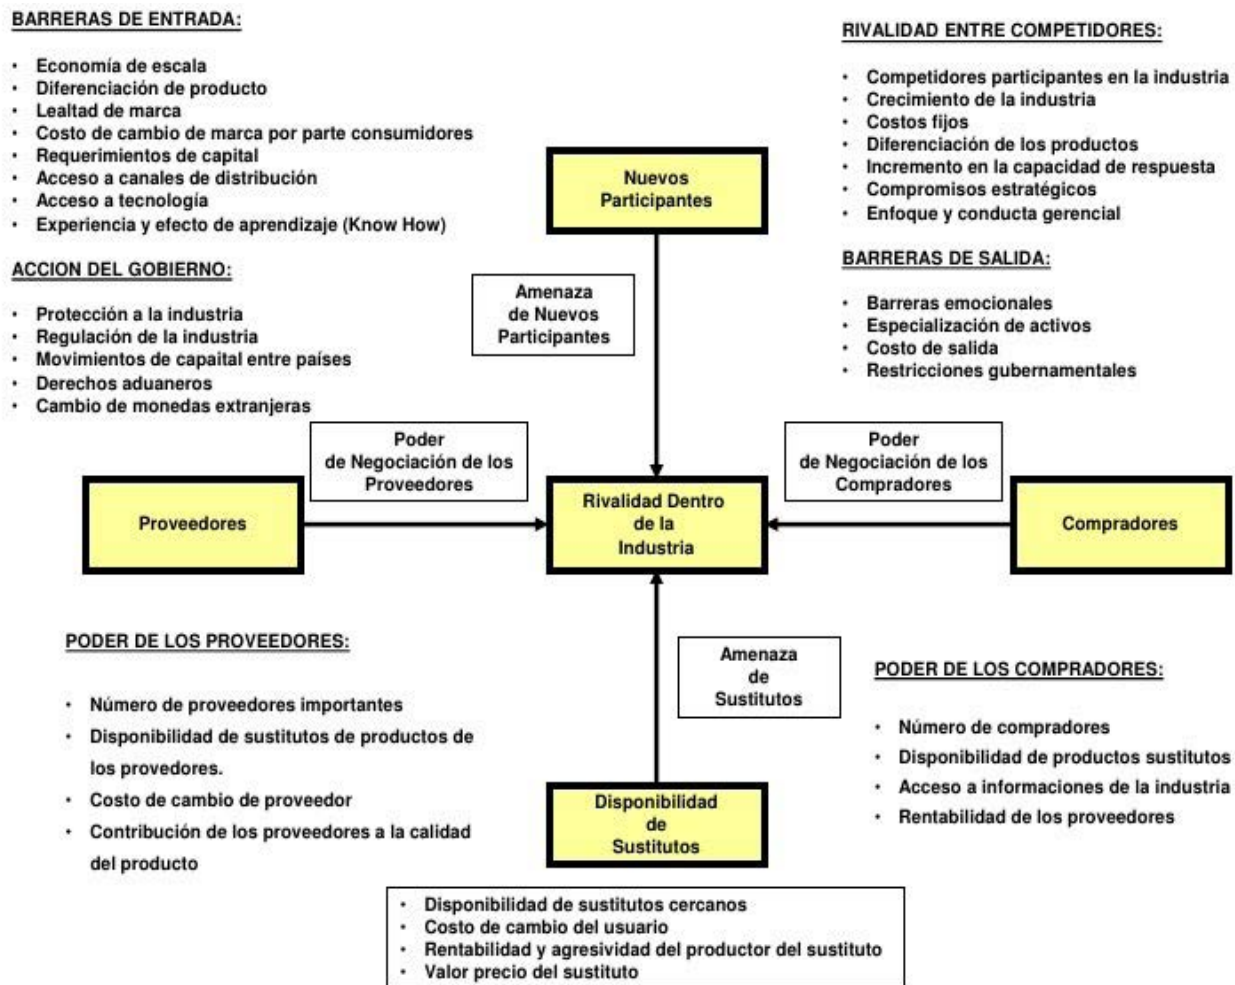 BARRERAS DE ENTRADA:
• Economía de escala
• Diferenciación de producto
• Lealtad de marca
• Costo de cambio de marca por parte consumidores
• Requerimientos de capital
• Acceso a canales de distribución
• Acceso a tecnología
• Experiencia y efecto de aprendizaje (Know How)
ACCION DEL GOBIERNO:
• Protección a la industria
• Regulación de la industria
• Movimientos de capaital entre países
• Derechos aduaneros
• Cambio de monedas extranjeras
Nuevos
Participantes
Amenaza
de Nuevos
Participantes
RIVALIDAD ENTRE COMPETIDORES:
• Competidores participantes en la industria
• Crecimiento de la industria
• Costos fijos
• Diferenciación de los productos
• Incremento en la capacidad de respuesta
• Compromisos estratégicos
• Enfoque y conducta gerencial
BARRERAS DE SALIDA:
• Barreras emocionales
• Especialización de activos
• Costo de salida
• Restricciones gubernamentales
Poder
de Negociación de los
Proveedores
Poder
de Negociación de los
Compradores
Proveedores
Rivalidad Dentro
de la
Industria
Compradores
PODER DE LOS PROVEEDORES:
• Número de proveedores importantes
• Disponibilidad de sustitutos de productos de
los provedores.
• Costo de cambio de proveedor
• Contribución de los proveedores a la calidad
del producto
Amenaza
de
Sustitutos
PODER DE LOS COMPRADORES:
• Número de compradores
• Disponibilidad de productos sustitutos
• Acceso a informaciones de la industria
• Rentabilidad de los proveedores
Disponibilidad
de
Sustitutos
• Disponibilidad de sustitutos cercanos
• Costo de cambio del usuario
• Rentabilidad y agresividad del productor del sustituto
• Valor precio del sustituto